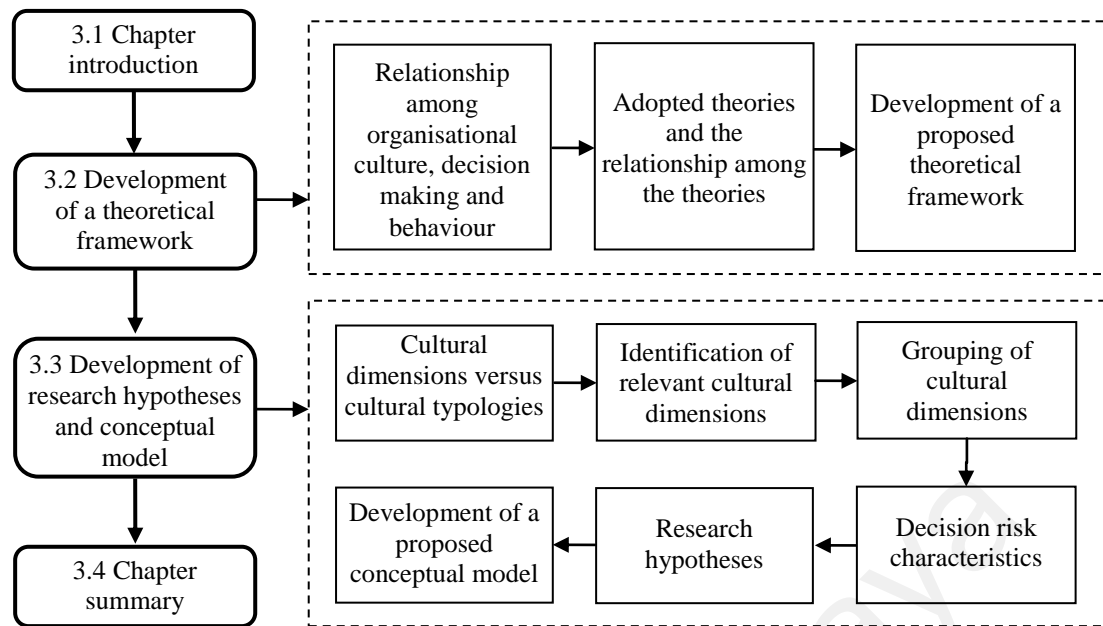 3.1 Chapter
introduction
3.2 Development
of a theoretical
framework
3.3 Development of
research hypotheses
and conceptual
model
3.4 Chapter
summary
Relationship
among
organisational
culture, decision
making and
behaviour
Adopted theories
and the
relationship among
the theories
Development of a
proposed
theoretical
framework
Cultural
dimensions versus
cultural typologies
Identification of
relevant cultural
dimensions
Grouping of
cultural
dimensions
Decision risk
characteristics
Research
hypotheses
Development of a
proposed
conceptual model